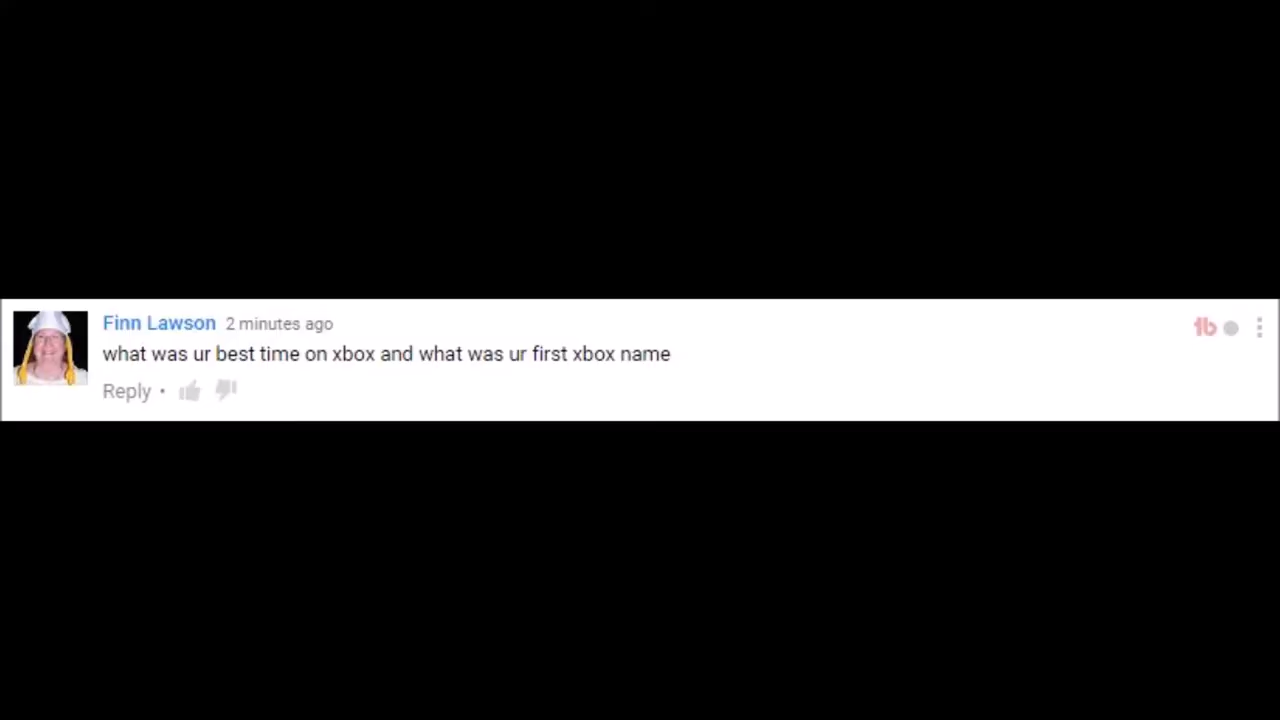 Finn Lawson 2 minutes ago
tb
what was ur best time on xbox and what was ur first xbox name
Reply •